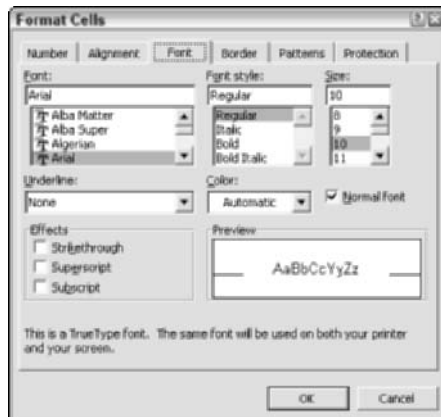 Format Cells
Number Alignment Font Border Patterns Protection
Font: Font style: Size:
Arial Regular 10
Alba Matter Regular 8
Alba Super Italic 9
Algerian Bold 10
Arial Bold Italic 11
Underline: Color:
None Automatic Normal Font
Effects Preview
Strikethrough
Superscript AaBbCcYyZz
Subscript
This is a TrueType font. The same font will be used on both your printer
and your screen.
OK Cancel